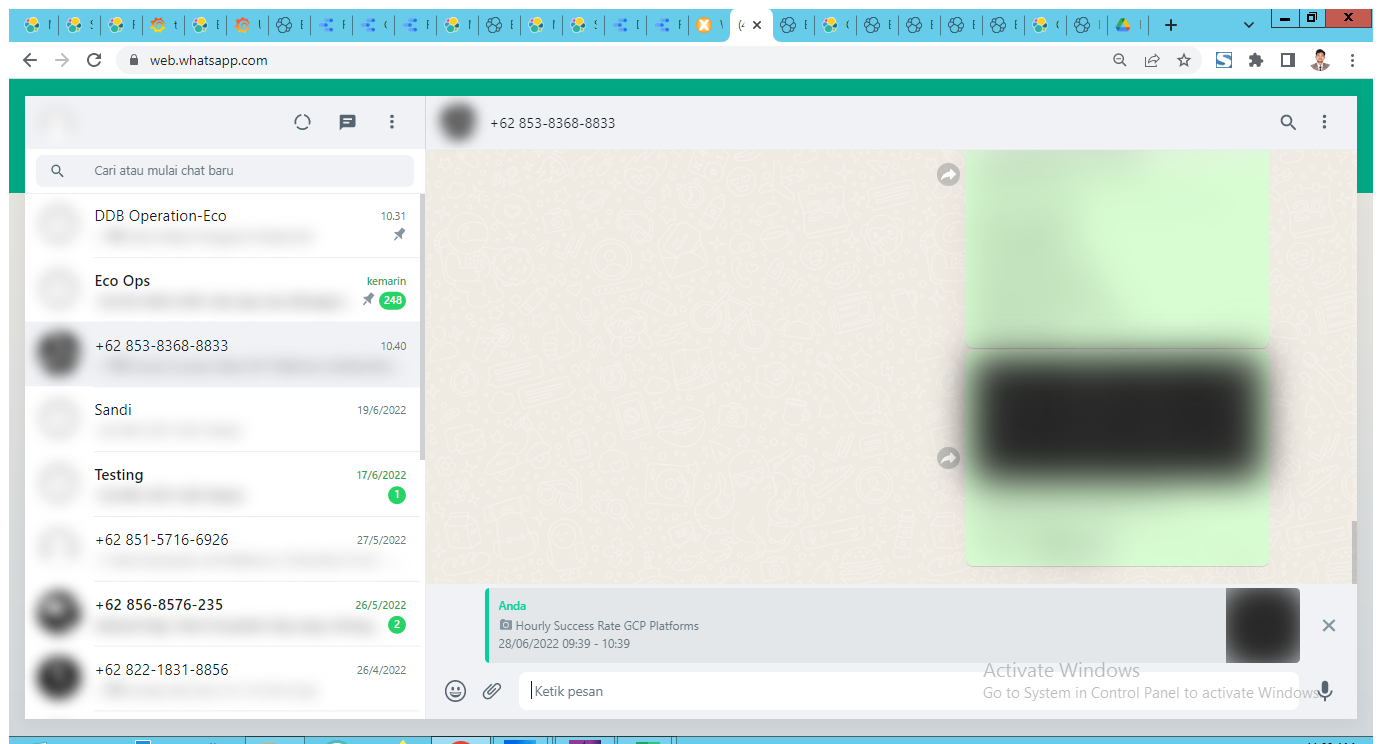 web.whatsapp.com
+62 853-8368-8833
Cari atau mulai chat baru
DDB Operation-Eco
10.31
Eco Ops
kemarin
248
+62 853-8368-8833
10.40
Sandi
19/6/2022
Testing
17/6/2022
1
+62 851-5716-6926
27/5/2022
+62 856-8576-235
26/5/2022
2
+62 822-1831-8856
26/4/2022
Anda
Hourly Success Rate GCP Platforms
28/06/2022 09:39 - 10:39
Ketik pesan
Activate Windows
Go to System in Control Panel to activate Windows